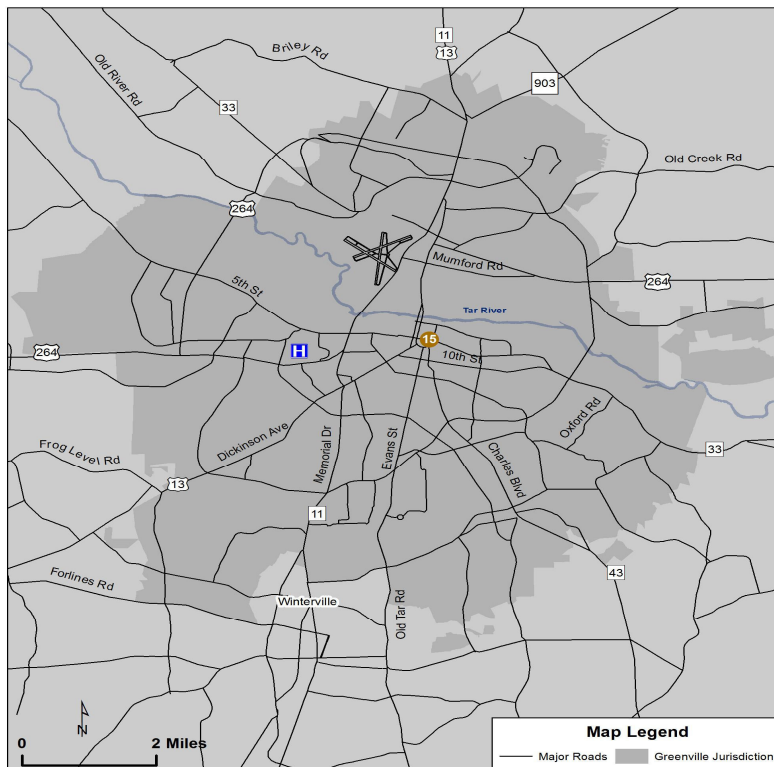 11
13
Briley Rd
903
Old River Rd
33
Old Creek Rd
264
Mumford Rd
264
5th St
Tar River
15
H
10th St
264
Oxford Rd
Dickinson Ave
Memorial Dr
Evans St
Charles Blvd
Frog Level Rd
33
13
11
43
Forlines Rd
Winterville
Old Tar Rd
N
0 2 Miles
Map Legend
Major Roads Greenville Jurisdiction